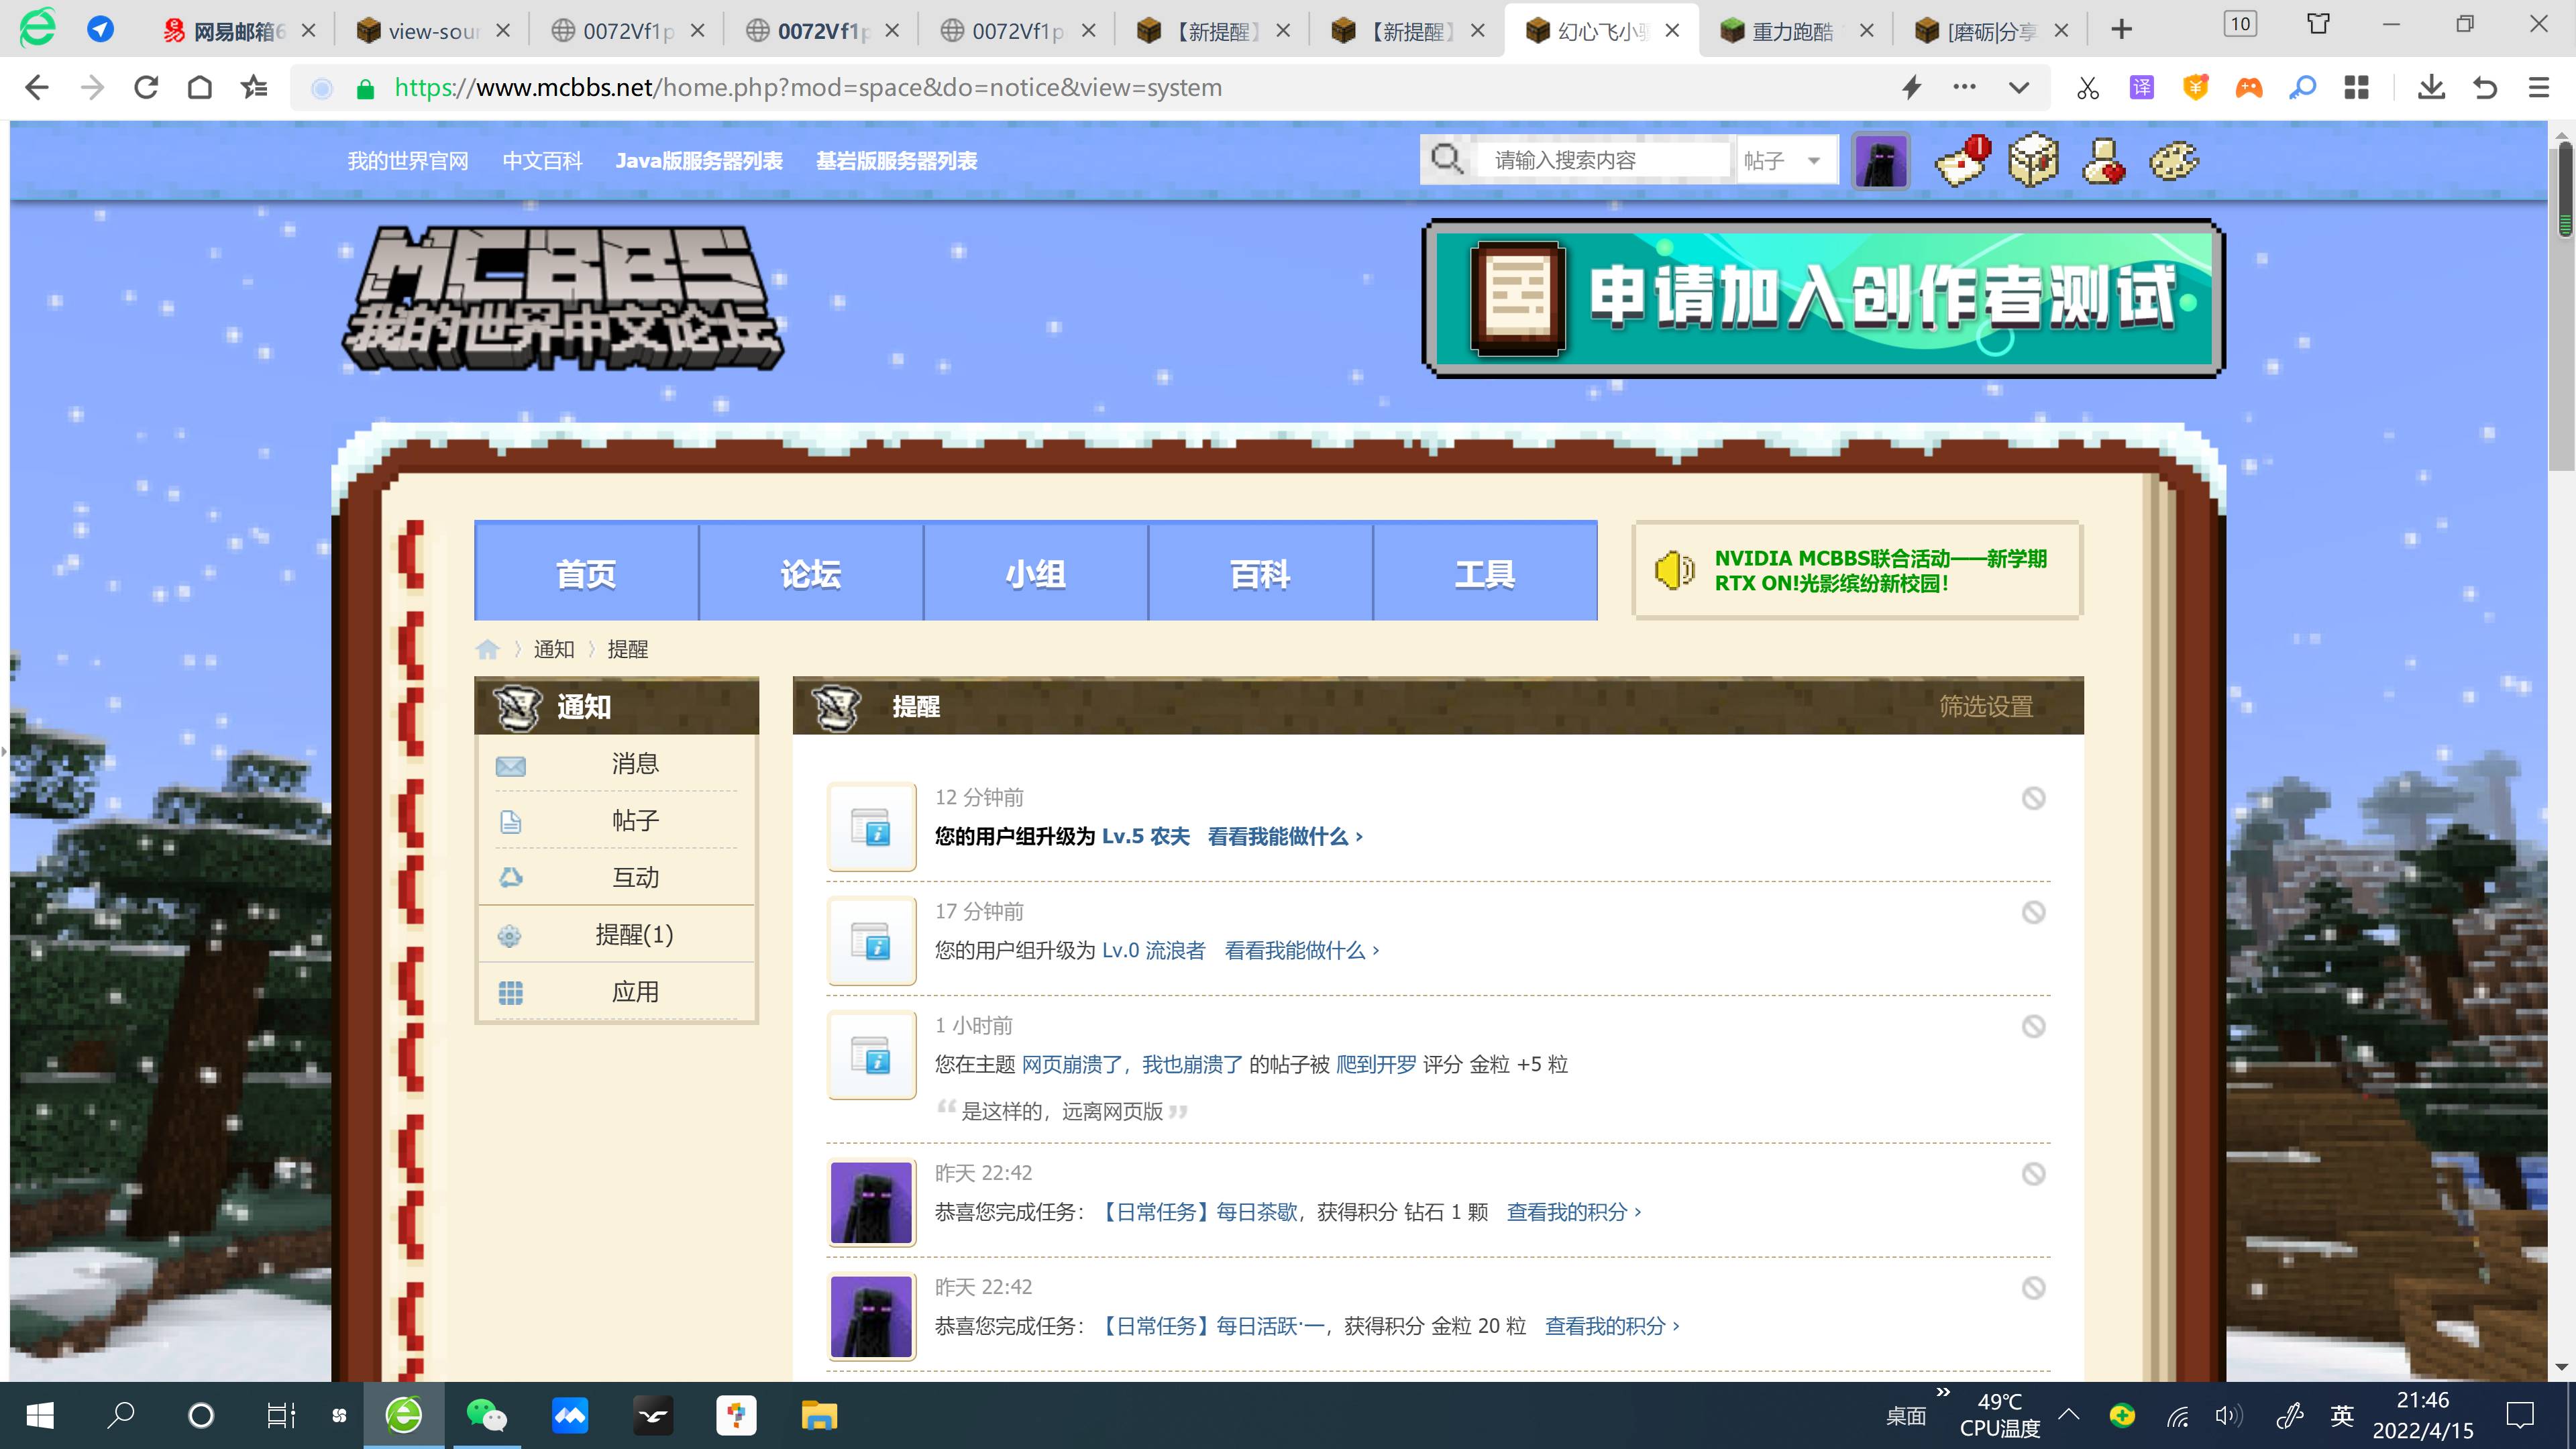 网易邮箱6
view-sour
0072Vf1p
0072Vf1p
0072Vf1p
【新提醒】
【新提醒】
幻心飞小
重力跑酷
[磨砺|分享
10
https://www.mcbbs.net/home.php?mod=space&do=notice&view=system
译
我的世界官网
中文百科
Java版服务器列表
基岩版服务器列表
请输入搜索内容
帖子
MCBBS
我的世界中文论坛
申请加入创作者测试
首页
论坛
小组
百科
工具
NVIDIA MCBBS联合活动——新学期
RTX ON!光影缤纷新校园!
通知
提醒
通知
消息
帖子
互动
提醒(1)
应用
提醒
筛选设置
12 分钟前
您的用户组升级为 Lv.5 农夫 看看我能做什么 ›
17 分钟前
您的用户组升级为 Lv.0 流浪者 看看我能做什么 ›
1 小时前
您在主题 网页崩溃了，我也崩溃了 的帖子被 爬到开罗 评分 金粒 +5 粒
“是这样的，远离网页版”
昨天 22:42
恭喜您完成任务：【日常任务】每日茶歇，获得积分 钻石 1 颗 查看我的积分 ›
昨天 22:42
恭喜您完成任务：【日常任务】每日活跃·一，获得积分 金粒 20 粒 查看我的积分 ›
桌面
49℃
CPU温度
英
21:46
2022/4/15